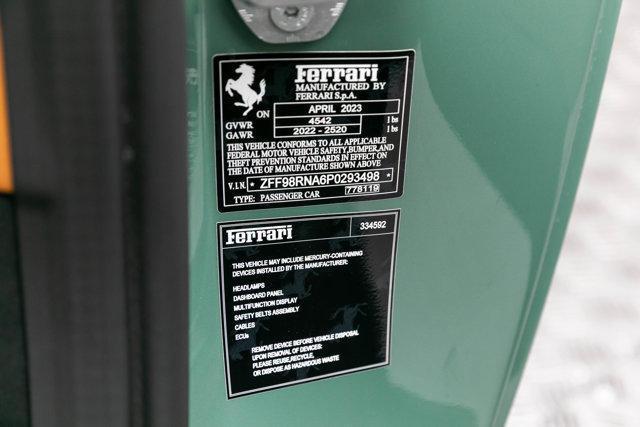 Ferrari
MANUFACTURED BY
FERRARI S.p.A.
ON APRIL 2023
GVWR 4542 lbs
GAWR 2022 - 2520 lbs
THIS VEHICLE CONFORMS TO ALL APPLICABLE
FEDERAL MOTOR VEHICLE SAFETY, BUMPER, AND
THEFT PREVENTION STANDARDS IN EFFECT ON
THE DATE OF MANUFACTURE SHOWN ABOVE.
V.I.N. * ZFF98RNA6P0293498 *
TYPE: PASSENGER CAR 778119
Ferrari 334592
THIS VEHICLE MAY INCLUDE MERCURY-CONTAINING
DEVICES INSTALLED BY THE MANUFACTURER:
HEADLAMPS
DASHBOARD PANEL
MULTIFUNCTION DISPLAY
SAFETY BELTS ASSEMBLY
CABLES
ECUs
REMOVE DEVICE BEFORE VEHICLE DISPOSAL
UPON REMOVAL OF DEVICES:
PLEASE REUSE,RECYCLE,
OR DISPOSE AS HAZARDOUS WASTE